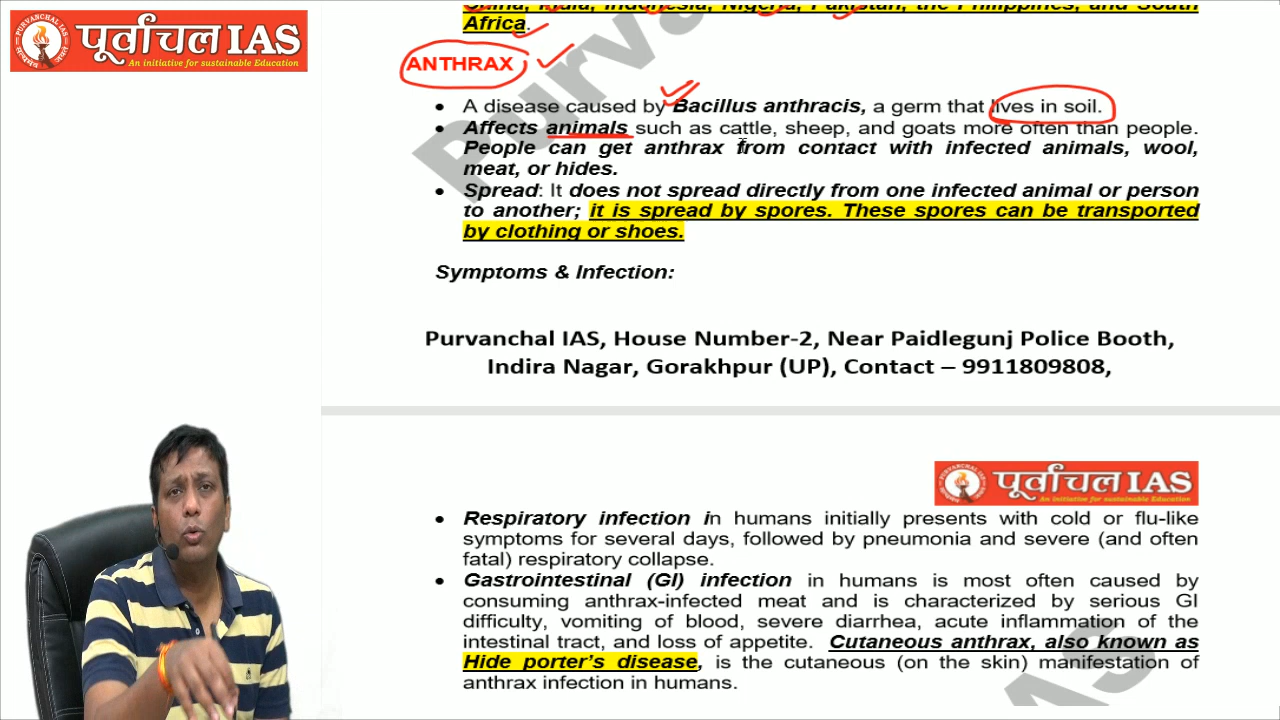 China, India, Indonesia, Nigeria, Pakistan, the Philippines, and South
Africa.
पूर्वांचल IAS
An initiative for sustainable Education
ANTHRAX
• A disease caused by Bacillus anthracis, a germ that lives in soil.
• Affects animals such as cattle, sheep, and goats more often than people.
People can get anthrax from contact with infected animals, wool,
meat, or hides.
• Spread: It does not spread directly from one infected animal or person
to another; it is spread by spores. These spores can be transported
by clothing or shoes.
Symptoms & Infection:
Purvanchal IAS, House Number-2, Near Paidlegunj Police Booth,
Indira Nagar, Gorakhpur (UP), Contact – 9911809808,
पूर्वांचल IAS
An initiative for sustainable Education
• Respiratory infection in humans initially presents with cold or flu-like
symptoms for several days, followed by pneumonia and severe (and often
fatal) respiratory collapse.
• Gastrointestinal (GI) infection in humans is most often caused by
consuming anthrax-infected meat and is characterized by serious GI
difficulty, vomiting of blood, severe diarrhea, acute inflammation of the
intestinal tract, and loss of appetite. Cutaneous anthrax, also known as
Hide porter's disease, is the cutaneous (on the skin) manifestation of
anthrax infection in humans.